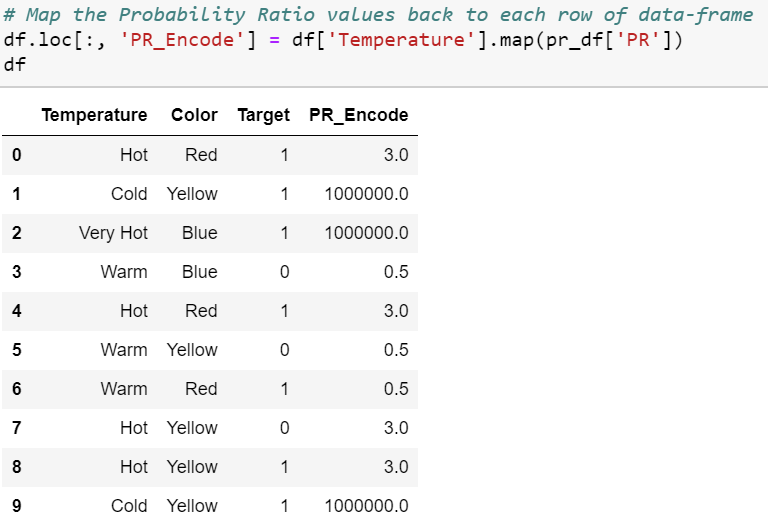 # Map the Probability Ratio values back to each row of data-frame
df.loc[:, 'PR_Encode'] = df['Temperature'].map(pr_df['PR'])
df
Temperature Color Target PR_Encode
0 Hot Red 1 3.0
1 Cold Yellow 1 1000000.0
2 Very Hot Blue 1 1000000.0
3 Warm Blue 0 0.5
4 Hot Red 1 3.0
5 Warm Yellow 0 0.5
6 Warm Red 1 0.5
7 Hot Yellow 0 3.0
8 Hot Yellow 1 3.0
9 Cold Yellow 1 1000000.0